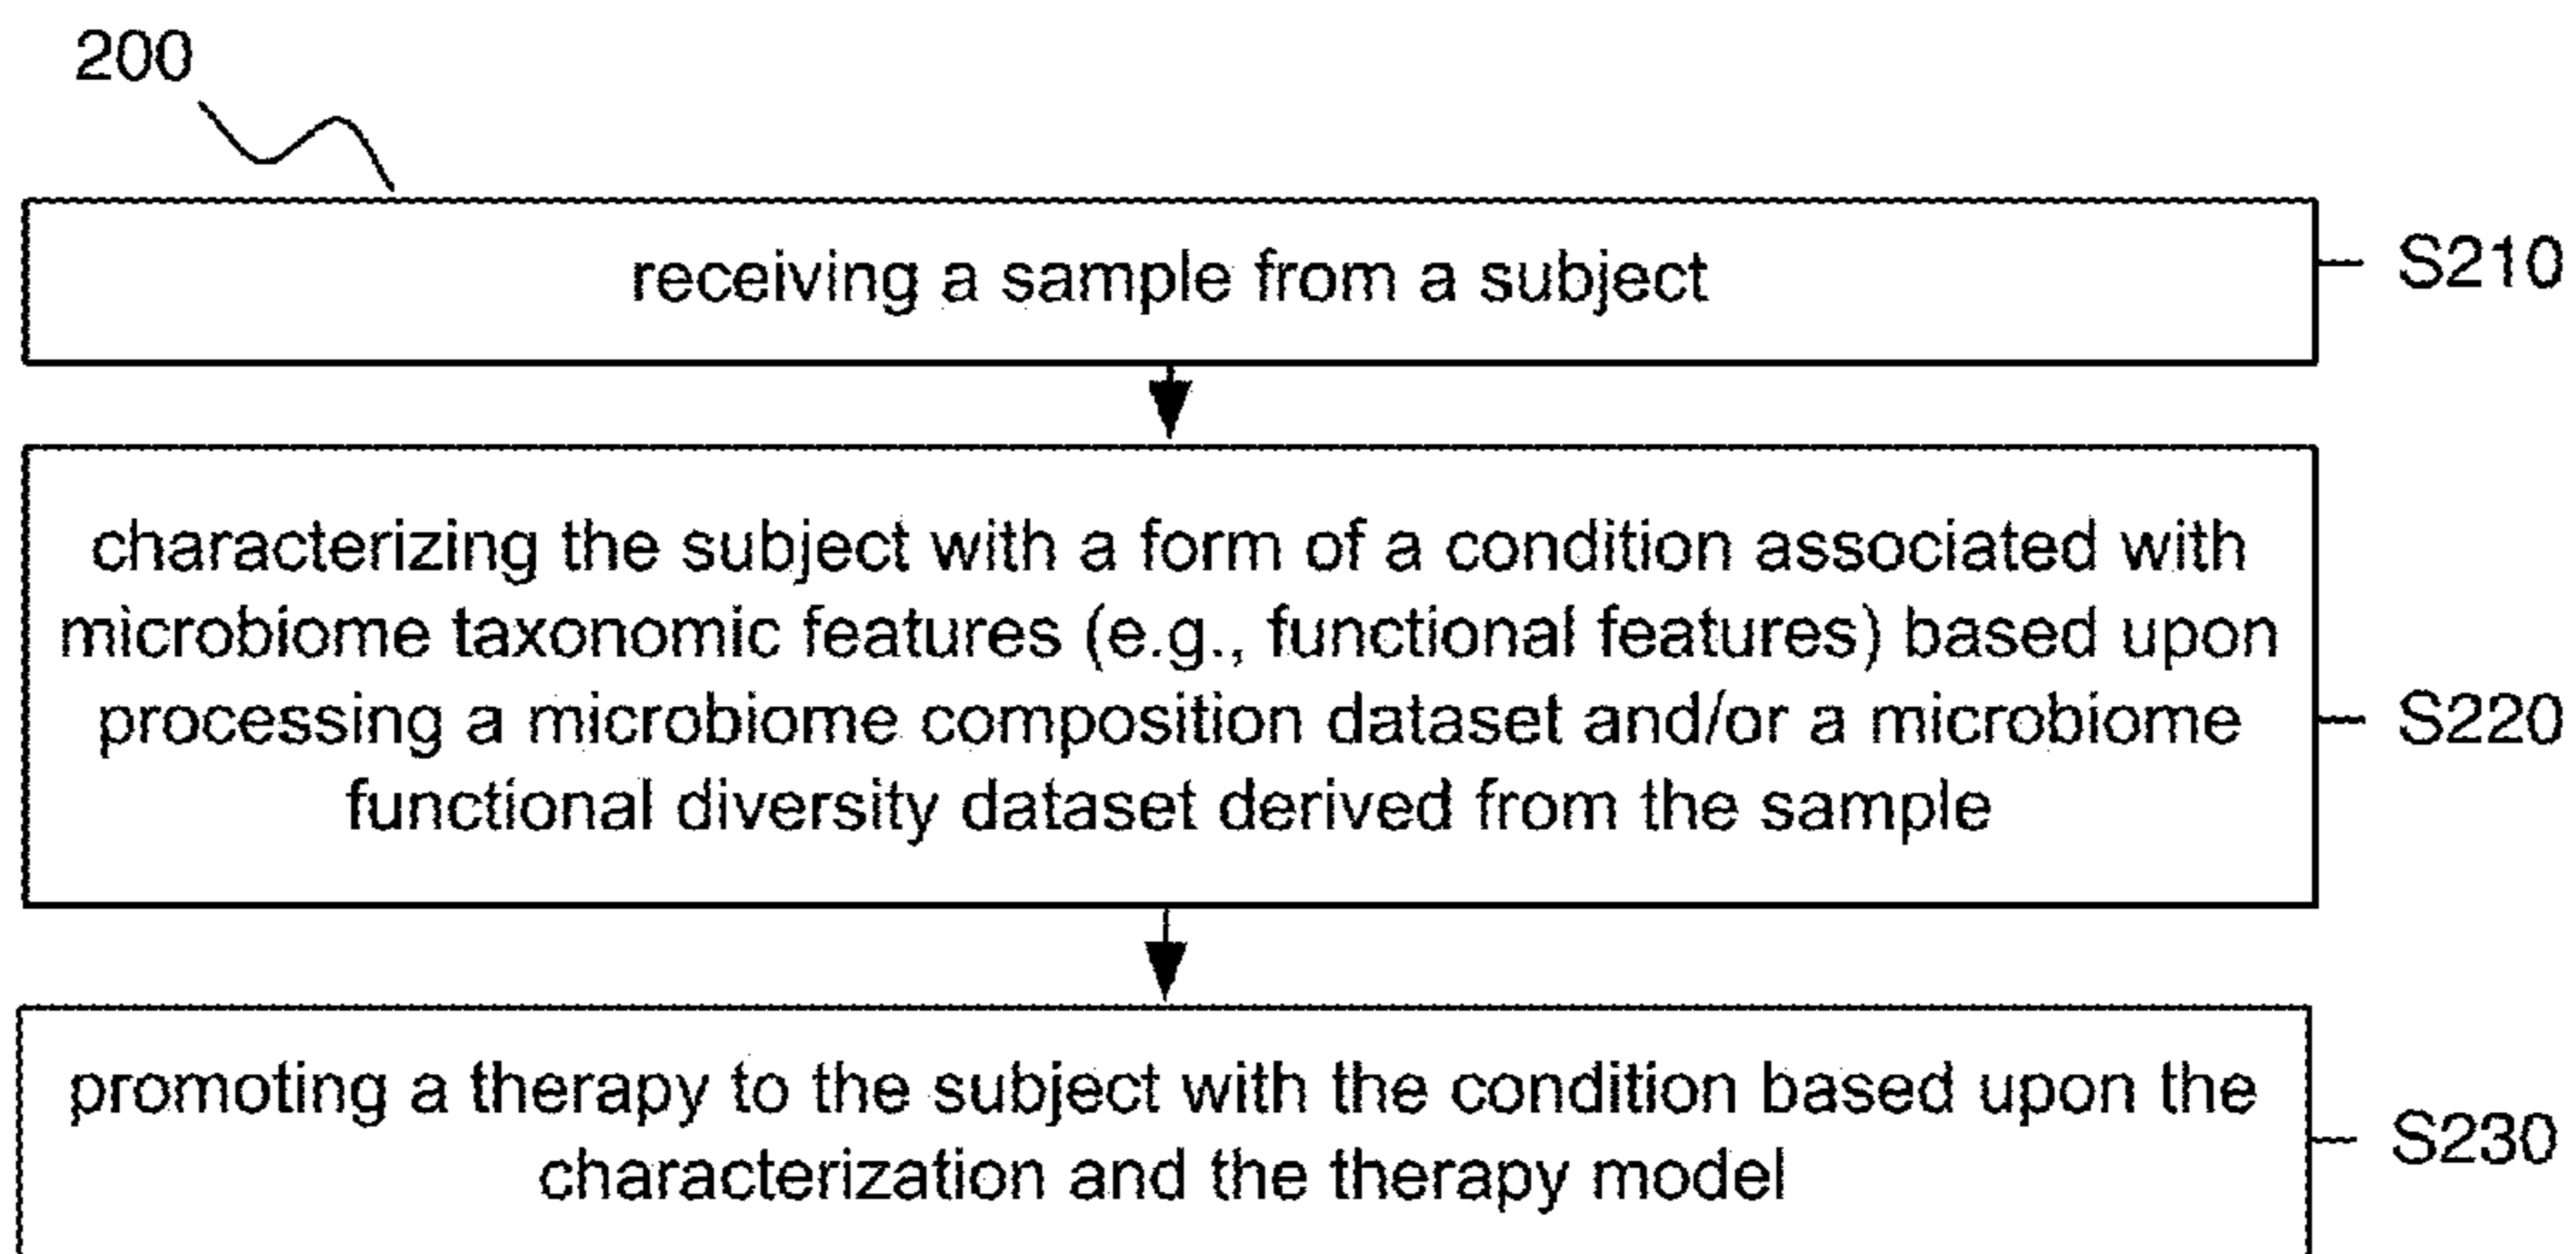 200
receiving a sample from a subject
S210
characterizing the subject with a form of a condition associated with
microbiome taxonomic features (e.g., functional features) based upon
processing a microbiome composition dataset and/or a microbiome
functional diversity dataset derived from the sample
S220
promoting a therapy to the subject with the condition based upon the
characterization and the therapy model
S230